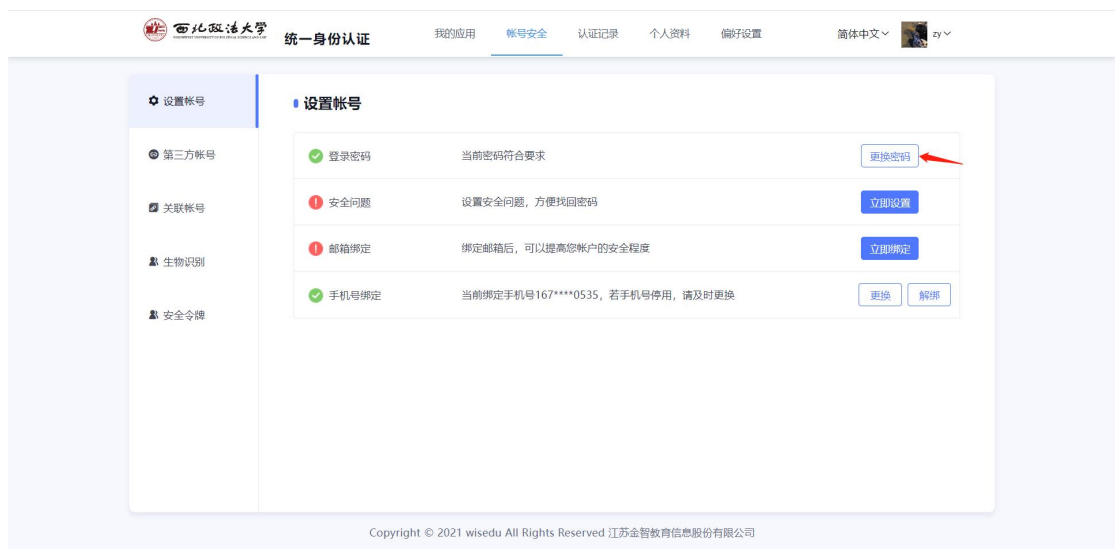 西北政法大学 统一身份认证 我的应用 帐号安全 认证记录 个人资料 偏好设置 简体中文 zy
设置帐号
第三方帐号
关联帐号
生物识别
安全令牌
设置帐号
登录密码 当前密码符合要求 更换密码
安全问题 设置安全问题，方便找回密码 立即设置
邮箱绑定 绑定邮箱后，可以提高您帐户的安全程度 立即绑定
手机号绑定 当前绑定手机号167****0535，若手机号停用，请及时更换 更换 解绑
Copyright © 2021 wisedu All Rights Reserved 江苏金智教育信息股份有限公司